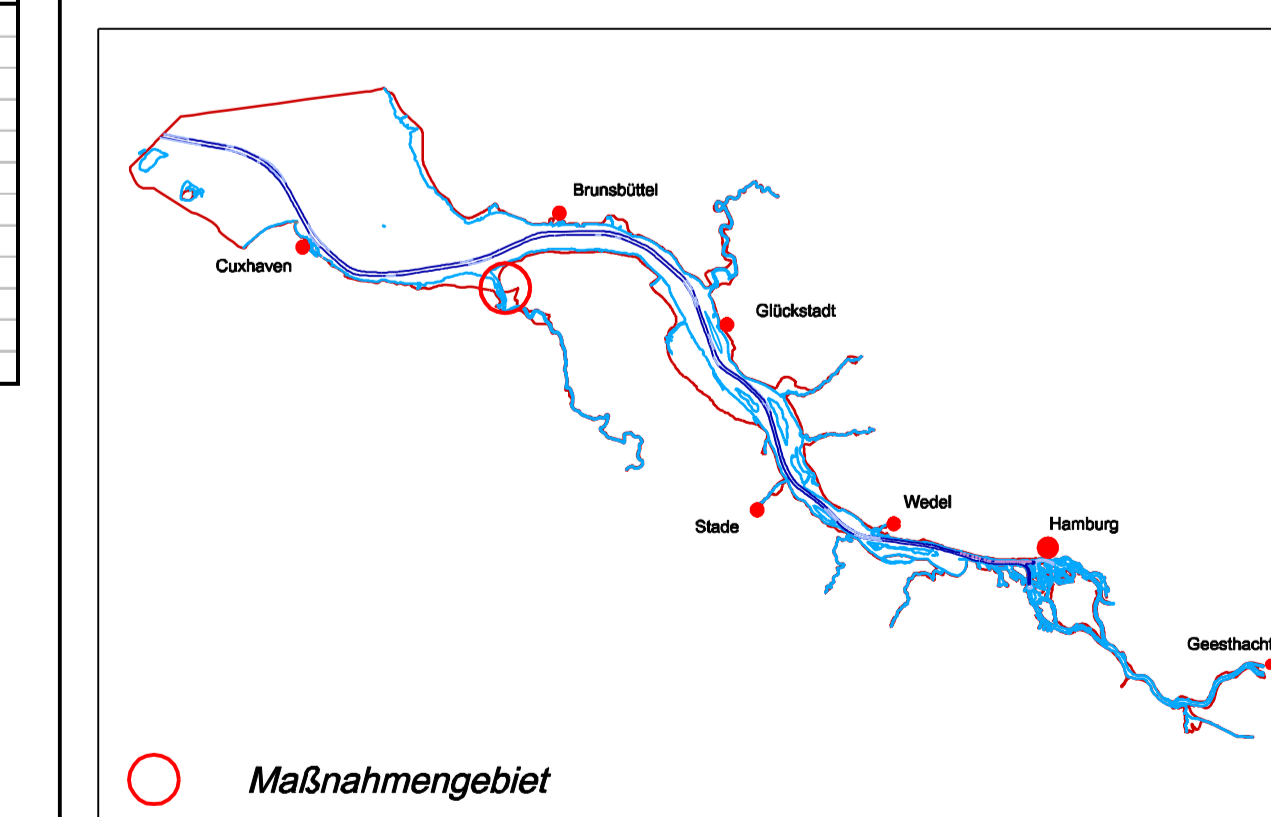 Brunsbüttel
Cuxhaven
Glückstadt
Wedel
Stade
Hamburg
Geesthacht
Maßnahmengebiet